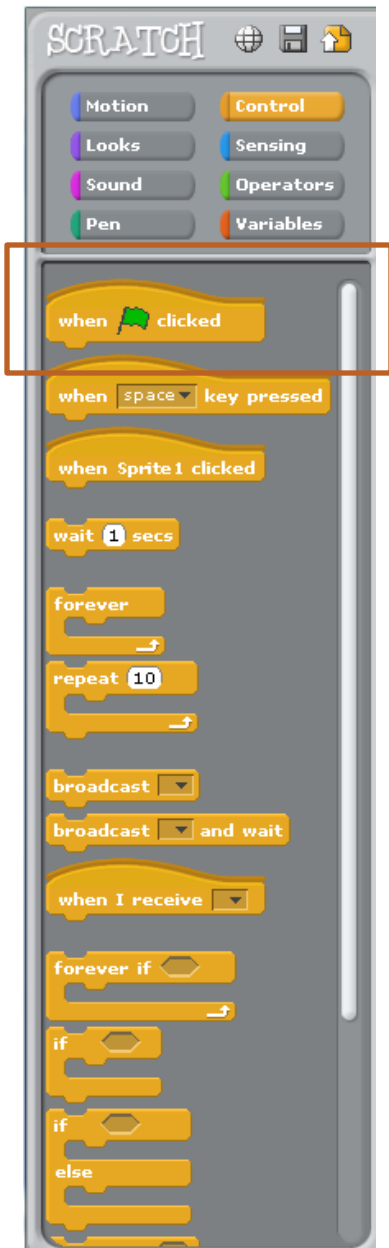 SCRATCH
Motion Control
Looks Sensing
Sound Operators
Pen Variables
when clicked
when space key pressed
when Sprite1 clicked
wait 1 secs
forever
repeat 10
broadcast
broadcast and wait
when I receive
forever if
if
if
else